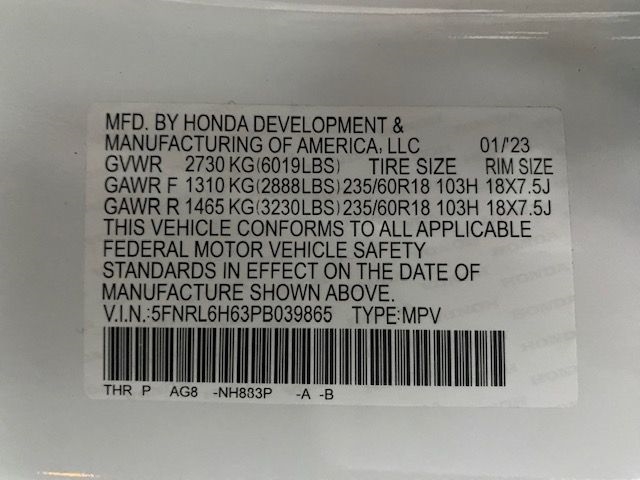 MFD. BY HONDA DEVELOPMENT &
MANUFACTURING OF AMERICA, LLC 01/'23
GVWR 2730 KG(6019LBS) TIRE SIZE RIM SIZE
GAWR F 1310 KG(2888LBS) 235/60R18 103H 18X7.5J
GAWR R 1465 KG(3230LBS) 235/60R18 103H 18X7.5J
THIS VEHICLE CONFORMS TO ALL APPLICABLE
FEDERAL MOTOR VEHICLE SAFETY
STANDARDS IN EFFECT ON THE DATE OF
MANUFACTURE SHOWN ABOVE.
V.I.N.:5FNRL6H63PB039865 TYPE:MPV
THR P AG8 -NH883P -A -B